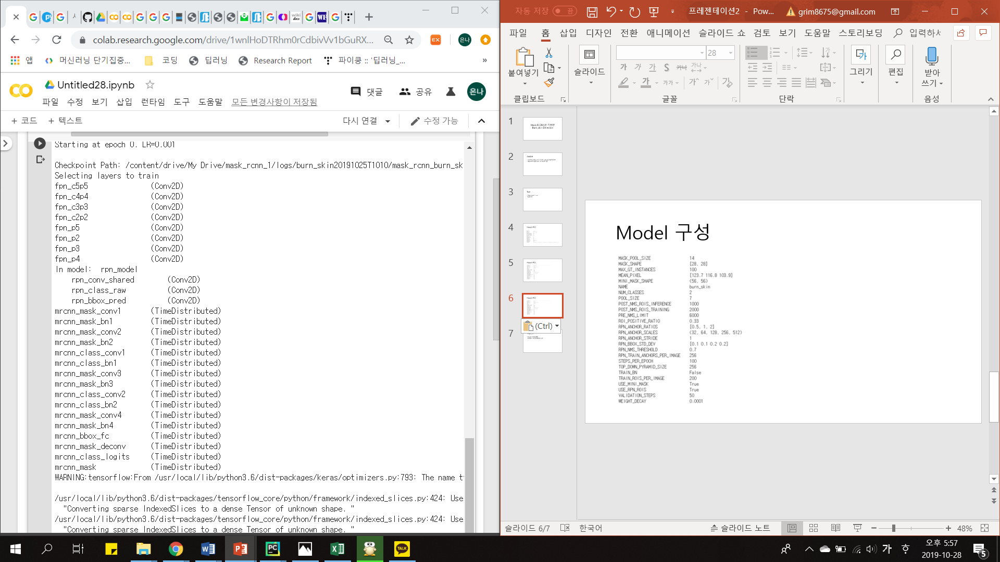 colab.research.google.com/drive/1wnlHoDTRhm0rCdbivVv1bGuRX...
EX
은나
앱
머신러닝 단기집중...
코딩
딥러닝
Research Report
파이쿵 :: '딥러닝_...
»
Untitled28.ipynb
댓글
공유
은나
파일 수정 보기 삽입 런타임 도구 도움말 모든 변경사항이 저장됨
+ 코드 + 텍스트
다시 연결
수정 가능
Starting at epoch 0. LR=0.001
Checkpoint Path: /content/drive/My Drive/mask_rcnn_1/logs/burn_skin20191025T1010/mask_rcnn_burn_sk
Selecting layers to train
fpn_c5p5 (Conv2D)
fpn_c4p4 (Conv2D)
fpn_c3p3 (Conv2D)
fpn_c2p2 (Conv2D)
fpn_p5 (Conv2D)
fpn_p2 (Conv2D)
fpn_p3 (Conv2D)
fpn_p4 (Conv2D)
In model: rpn_model
rpn_conv_shared (Conv2D)
rpn_class_raw (Conv2D)
rpn_bbox_pred (Conv2D)
mrcnn_mask_conv1 (TimeDistributed)
mrcnn_mask_bn1 (TimeDistributed)
mrcnn_mask_conv2 (TimeDistributed)
mrcnn_mask_bn2 (TimeDistributed)
mrcnn_class_conv1 (TimeDistributed)
mrcnn_class_bn1 (TimeDistributed)
mrcnn_mask_conv3 (TimeDistributed)
mrcnn_mask_bn3 (TimeDistributed)
mrcnn_class_conv2 (TimeDistributed)
mrcnn_class_bn2 (TimeDistributed)
mrcnn_mask_conv4 (TimeDistributed)
mrcnn_mask_bn4 (TimeDistributed)
mrcnn_bbox_fc (TimeDistributed)
mrcnn_mask_deconv (TimeDistributed)
mrcnn_class_logits (TimeDistributed)
mrcnn_mask (TimeDistributed)
WARNING:tensorflow:From /usr/local/lib/python3.6/dist-packages/keras/optimizers.py:793: The name t
/usr/local/lib/python3.6/dist-packages/tensorflow_core/python/framework/indexed_slices.py:424: Use
"Converting sparse IndexedSlices to a dense Tensor of unknown shape. "
/usr/local/lib/python3.6/dist-packages/tensorflow_core/python/framework/indexed_slices.py:424: Use
"Converting sparse IndexedSlices to a dense Tensor of unknown shape. "
자동 저장 끔 프레젠테이션2 - Pow... grim8675@gmail.com
파일 홈 삽입 디자인 전환 애니메이션 슬라이드 쇼 검토 보기 도움말 스토리보딩 입력하
붙여넣기
슬라이드
28
그리기
편집
받아
쓰기
클립보드
글꼴
단락
음성
1
2
3
4
5
6
(Ctrl)
7
Model 구성
MASK_POOL_SIZE 14
MASK_SHAPE [28, 28]
MAX_GT_INSTANCES 100
MEAN_PIXEL [123.7 116.8 103.9]
MINI_MASK_SHAPE (56, 56)
NAME burn_skin
NUM_CLASSES 2
POOL_SIZE 7
POST_NMS_ROIS_INFERENCE 1000
POST_NMS_ROIS_TRAINING 2000
PRE_NMS_LIMIT 6000
ROI_POSITIVE_RATIO 0.33
RPN_ANCHOR_RATIOS [0.5, 1, 2]
RPN_ANCHOR_SCALES (32, 64, 128, 256, 512)
RPN_ANCHOR_STRIDE 1
RPN_BBOX_STD_DEV [0.1 0.1 0.2 0.2]
RPN_NMS_THRESHOLD 0.7
RPN_TRAIN_ANCHORS_PER_IMAGE 256
STEPS_PER_EPOCH 100
TOP_DOWN_PYRAMID_SIZE 256
TRAIN_BN False
TRAIN_ROIS_PER_IMAGE 200
USE_MINI_MASK True
USE_RPN_ROIS True
VALIDATION_STEPS 50
WEIGHT_DECAY 0.0001
슬라이드 6/7 한국어 슬라이드 노트 48%
TALK
가
오후 5:57
2019-10-28
5